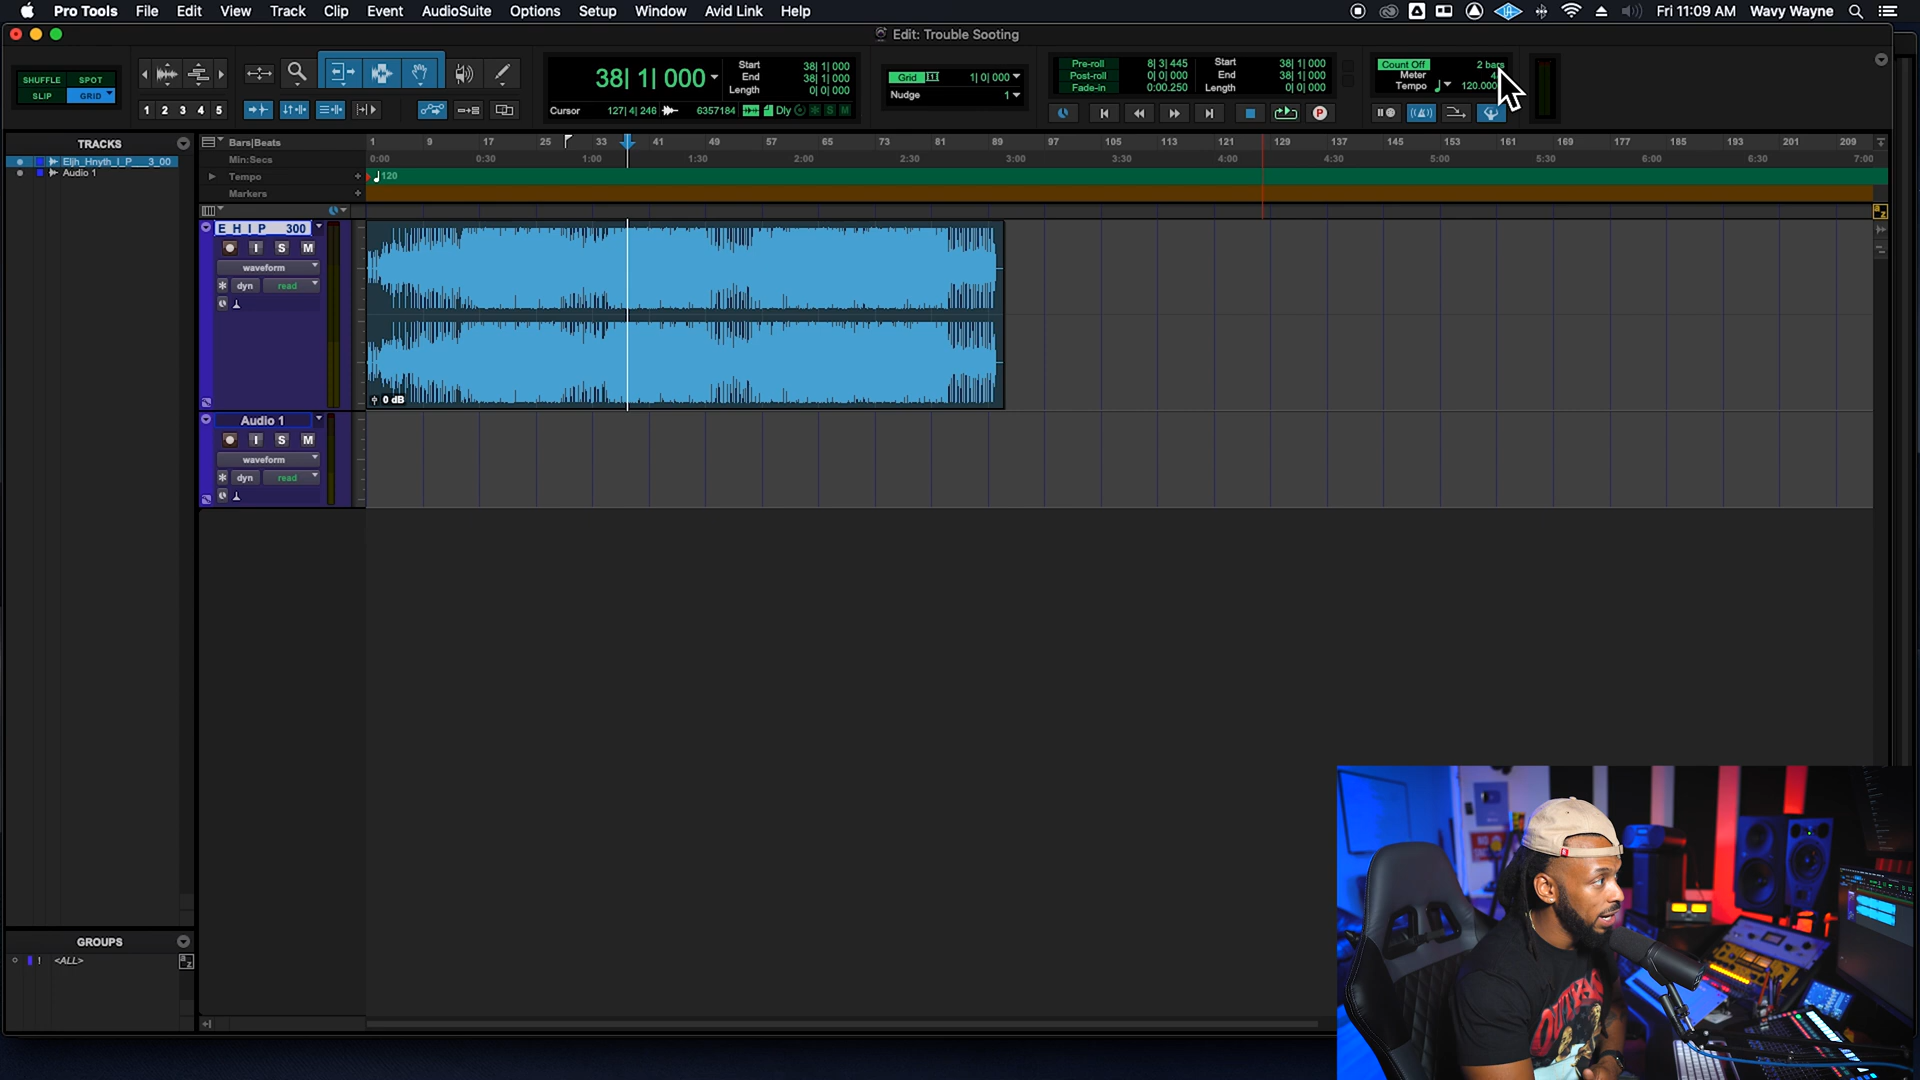 Pro Tools File Edit View Track Clip Event AudioSuite Options Setup Window Avid Link Help
Fri 11:09 AM Wavy Wayne
Edit: Trouble Sooting
SHUFFLE SPOT
SLIP GRID
1 2 3 4 5
38| 1| 000
Start 38| 1| 000
End 38| 1| 000
Length 0| 0| 000
Cursor 127| 4| 246 6357184 Dly S M
Grid 1| 0| 000
Nudge 1
Pre-roll 8| 3| 445
Post-roll 0| 0| 000
Fade-in 0:00.250
Start 38| 1| 000
End 38| 1| 000
Length 0| 0| 000
P
Count Off 2 bars
Meter
Tempo 120.000
TRACKS
Eljh_Hnyth_I_P___3_00
Audio 1
Bars|Beats 1 9 17 25 33 41 49 57 65 73 81 89 97 105 113 121 129 137 145 153 161 169 177 185 193 201 209
Min:Secs 0:00 0:30 1:00 1:30 2:00 2:30 3:00 3:30 4:00 4:30 5:00 5:30 6:00 6:30 7:00
Tempo + 120
Markers +
E H I P 300
I S M
waveform
dyn read
0 dB
Audio 1
I S M
waveform
dyn read
GROUPS
1 <ALL>
a z